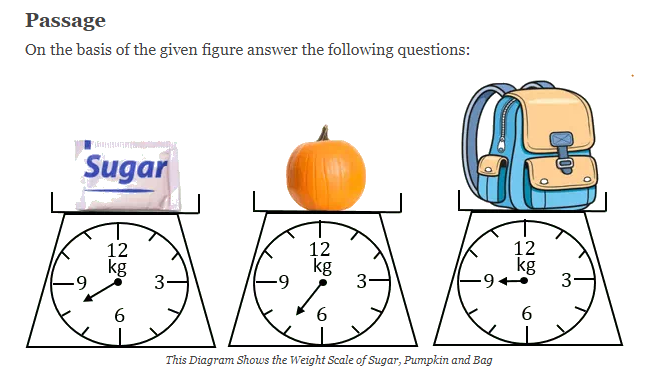 Passage
On the basis of the given figure answer the following questions:
Sugar
12
kg
9
3
6
12
kg
9
3
6
12
kg
9
3
6
This Diagram Shows the Weight Scale of Sugar, Pumpkin and Bag